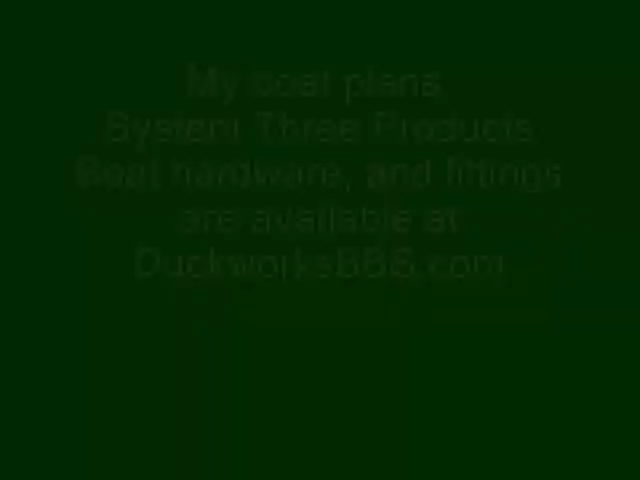 My boat plans
System Three Products
Boat hardware, and fittings
are available at
DuckworksBBS.com